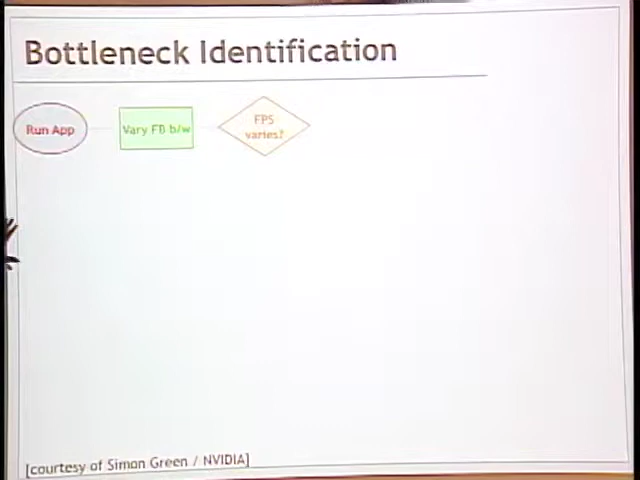 Bottleneck Identification
Run App
Vary FB b/w
FPS
varies?
[courtesy of Simon Green / NVIDIA]